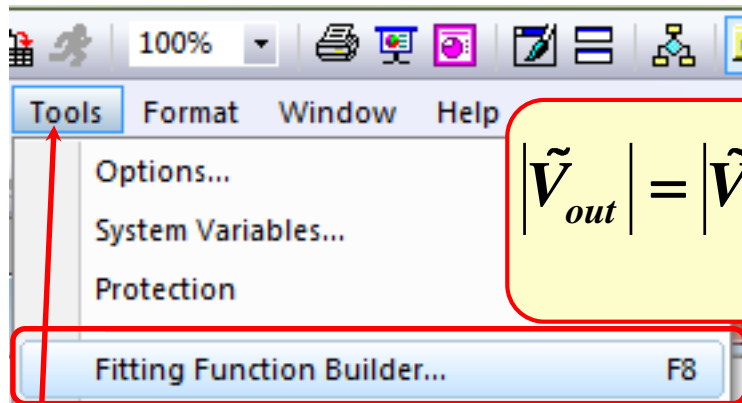 100%
Tools Format Window Help
Options...
System Variables...
Protection
Fitting Function Builder... F8
|Ṽout| = |Ṽ